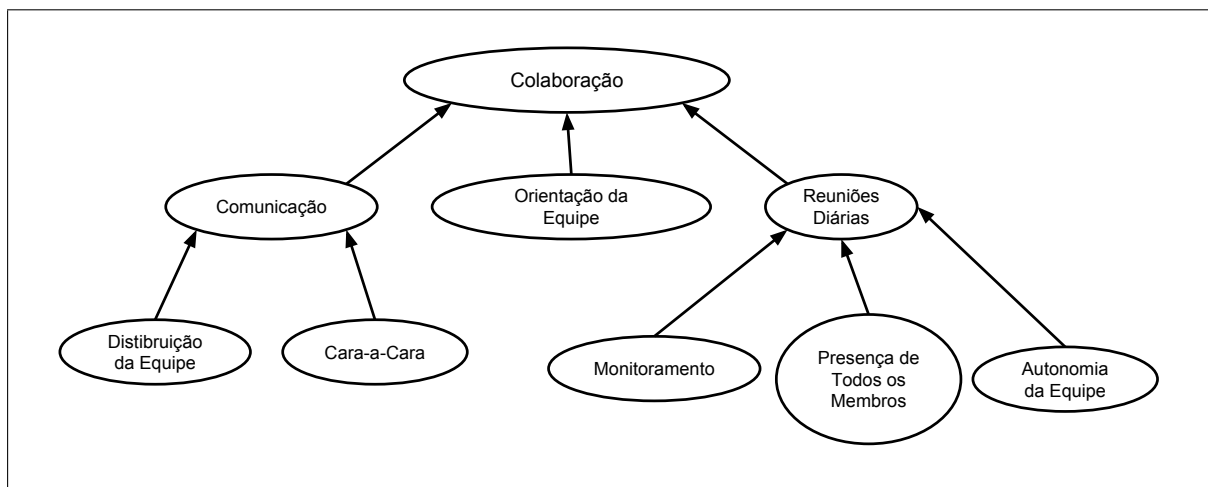 Colaboração
Comunicação
Orientação da
Equipe
Reuniões
Diárias
Distibruição
da Equipe
Cara-a-Cara
Monitoramento
Presença de
Todos os
Membros
Autonomia
da Equipe